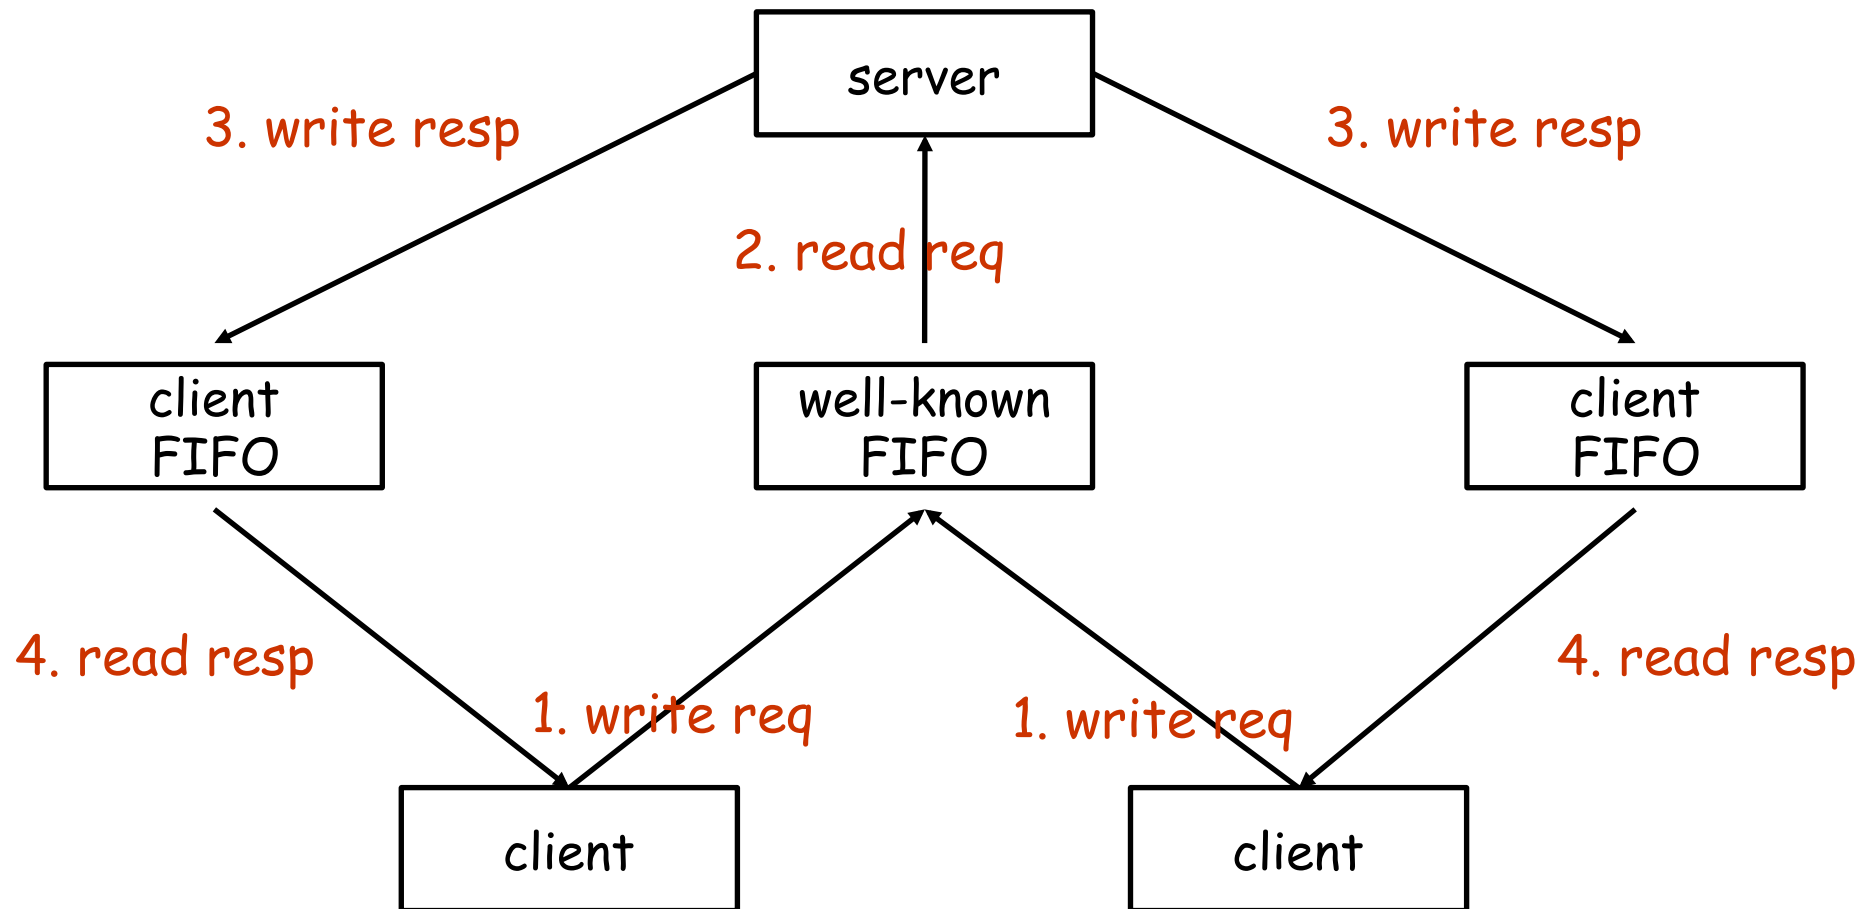 server
3. write resp
3. write resp
2. read req
client
FIFO
well-known
FIFO
client
FIFO
4. read resp
4. read resp
1. write req
1. write req
client
client